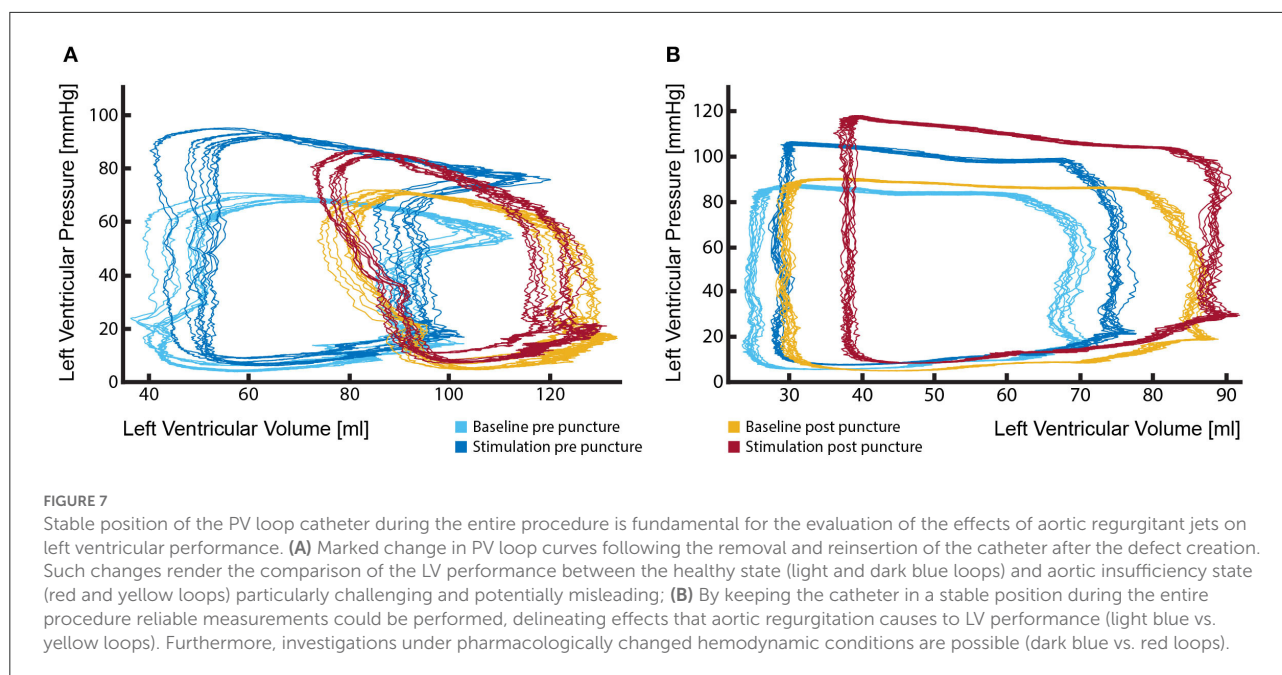 A
B
Left Ventricular Pressure [mmHg]
100
80
60
40
20
0
40
60
80
100
120
Left Ventricular Volume [ml]
Left Ventricular Pressure [mmHg]
120
100
80
60
40
20
0
30
40
50
60
70
80
90
Left Ventricular Volume [ml]
Baseline pre puncture
Stimulation pre puncture
Baseline post puncture
Stimulation post puncture
FIGURE 7
Stable position of the PV loop catheter during the entire procedure is fundamental for the evaluation of the effects of aortic regurgitant jets on
left ventricular performance. (A) Marked change in PV loop curves following the removal and reinsertion of the catheter after the defect creation.
Such changes render the comparison of the LV performance between the healthy state (light and dark blue loops) and aortic insufficiency state
(red and yellow loops) particularly challenging and potentially misleading; (B) By keeping the catheter in a stable position during the entire
procedure reliable measurements could be performed, delineating effects that aortic regurgitation causes to LV performance (light blue vs.
yellow loops). Furthermore, investigations under pharmacologically changed hemodynamic conditions are possible (dark blue vs. red loops).